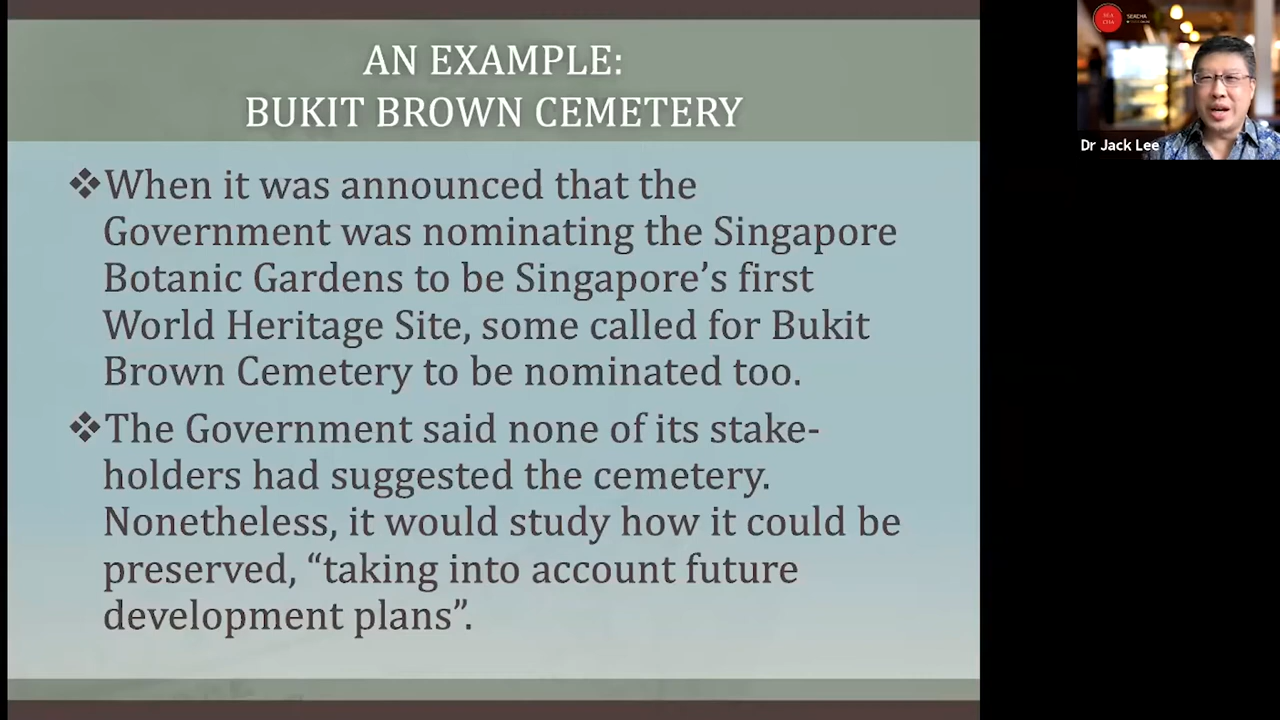 AN EXAMPLE:
BUKIT BROWN CEMETERY
❖When it was announced that the
Government was nominating the Singapore
Botanic Gardens to be Singapore’s first
World Heritage Site, some called for Bukit
Brown Cemetery to be nominated too.
❖The Government said none of its stake-
holders had suggested the cemetery.
Nonetheless, it would study how it could be
preserved, “taking into account future
development plans”.
SEA
CHA
SEACHA
Dr Jack Lee